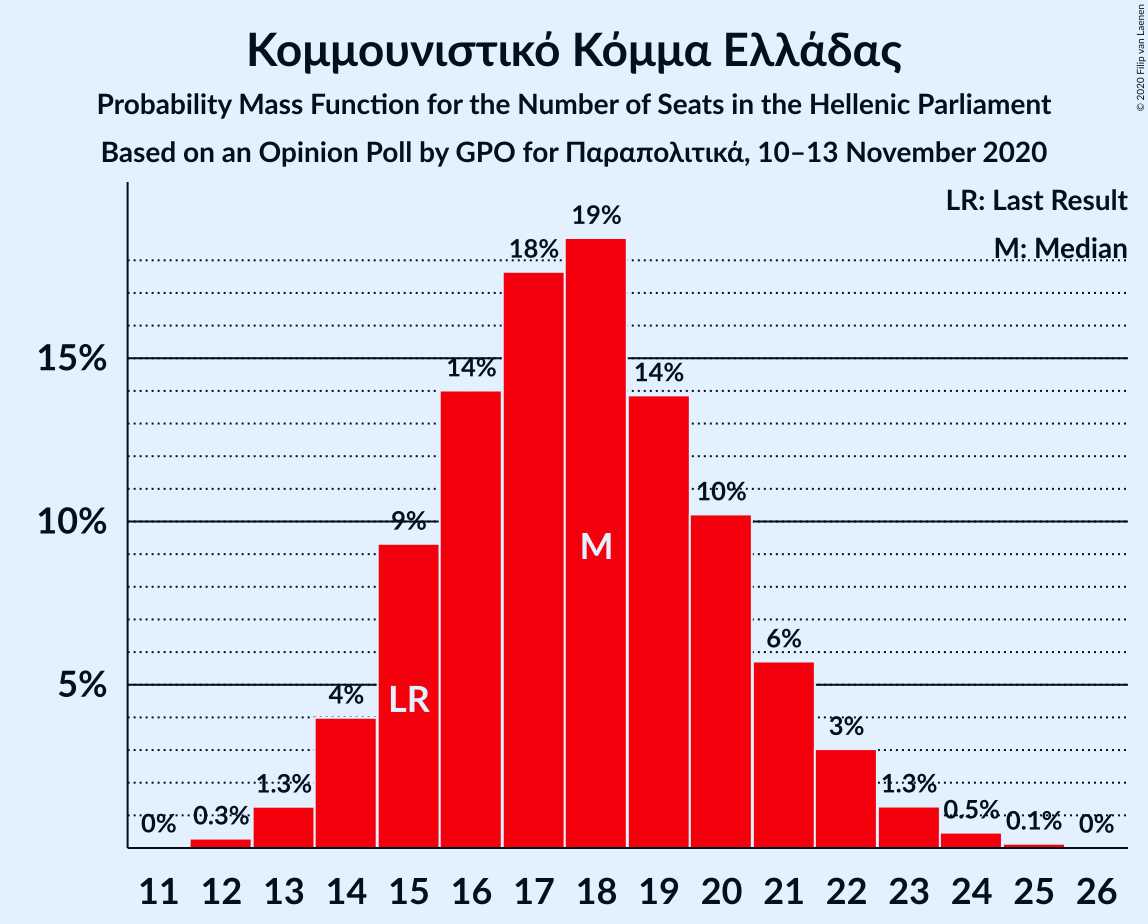 Κομμουνιστικό Κόμμα Ελλάδας
Probability Mass Function for the Number of Seats in the Hellenic Parliament
Based on an Opinion Poll by GPO for Παραπολιτικά, 10–13 November 2020
© 2020 Filip van Laenen
LR: Last Result
M: Median
15%
10%
5%
0%
0.3%
1.3%
4%
9%
14%
18%
19%
14%
10%
6%
3%
1.3%
0.5%
0.1%
0%
LR
M
11 12 13 14 15 16 17 18 19 20 21 22 23 24 25 26